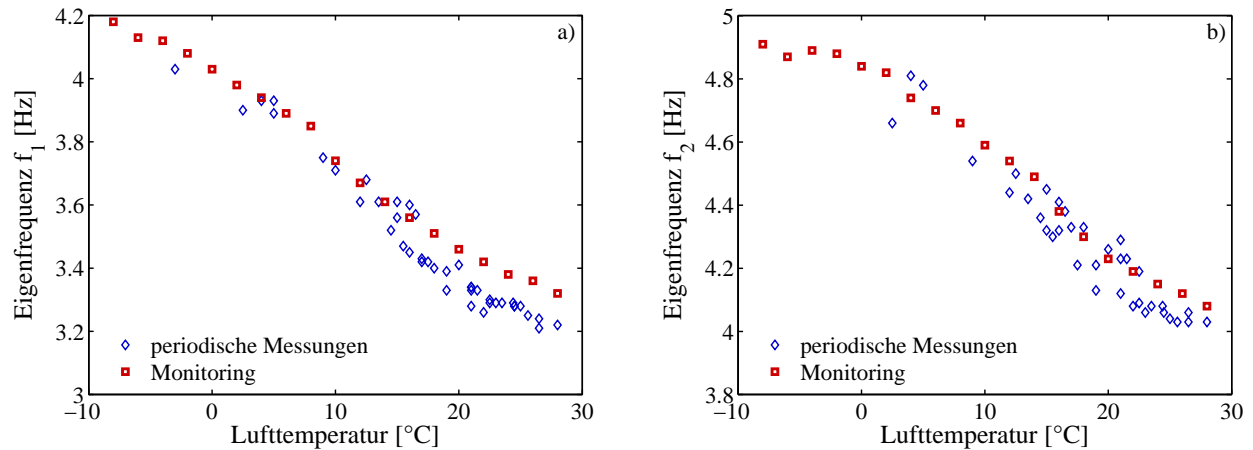 a)
4.2
4
3.8
3.6
3.4
3.2
3
Eigenfrequenz f1 [Hz]
periodische Messungen
Monitoring
−10 0 10 20 30
Lufttemperatur [°C]
b)
5
4.8
4.6
4.4
4.2
4
3.8
Eigenfrequenz f2 [Hz]
periodische Messungen
Monitoring
−10 0 10 20 30
Lufttemperatur [°C]